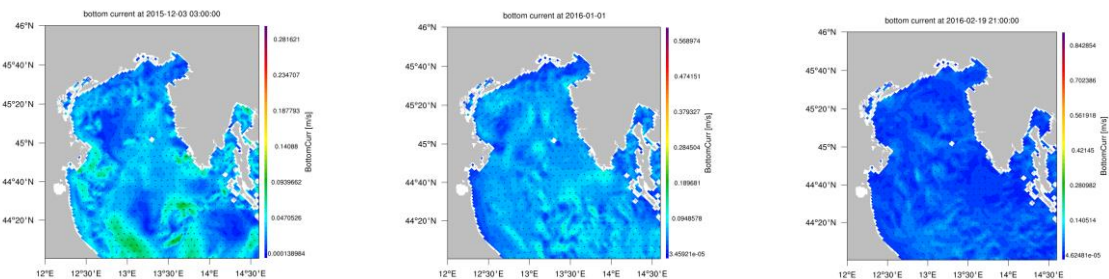 bottom current at 2015-12-03 03:00:00
46°N
45°40'N
45°20'N
45°N
44°40'N
44°20'N
12°E 12°30'E 13°E 13°30'E 14°E 14°30'E
0.281621
0.234707
0.187793
0.14088
0.0939662
0.0470526
0.000138984
BottomCurr [m/s]
bottom current at 2016-01-01
46°N
45°40'N
45°20'N
45°N
44°40'N
44°20'N
12°E 12°30'E 13°E 13°30'E 14°E 14°30'E
0.568974
0.474151
0.379327
0.284504
0.189681
0.0948578
3.45921e-05
BottomCurr [m/s]
bottom current at 2016-02-19 21:00:00
46°N
45°40'N
45°20'N
45°N
44°40'N
44°20'N
12°E 12°30'E 13°E 13°30'E 14°E 14°30'E
0.842854
0.702386
0.561918
0.42145
0.280982
0.140514
4.62481e-05
BottomCurr [m/s]